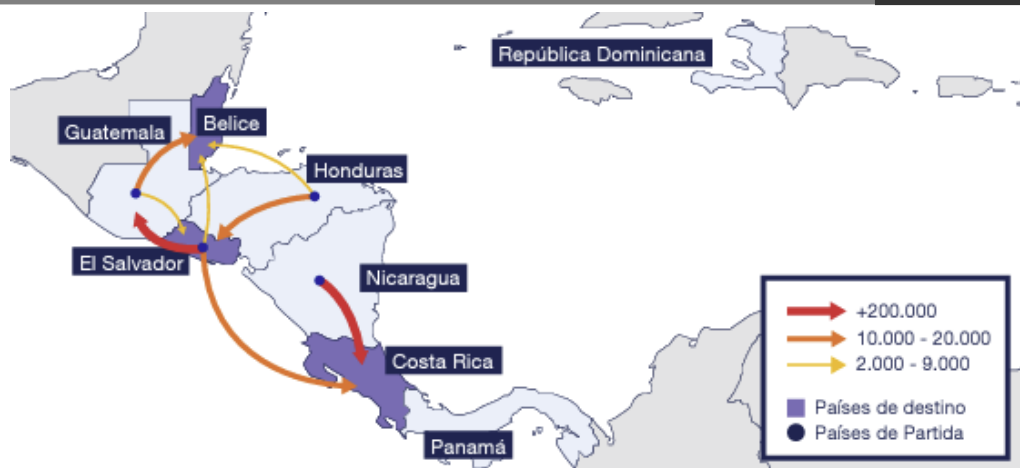 República Dominicana
Guatemala
Belice
Honduras
El Salvador
Nicaragua
Costa Rica
Panamá
+200.000
10.000 - 20.000
2.000 - 9.000
Países de destino
Países de Partida